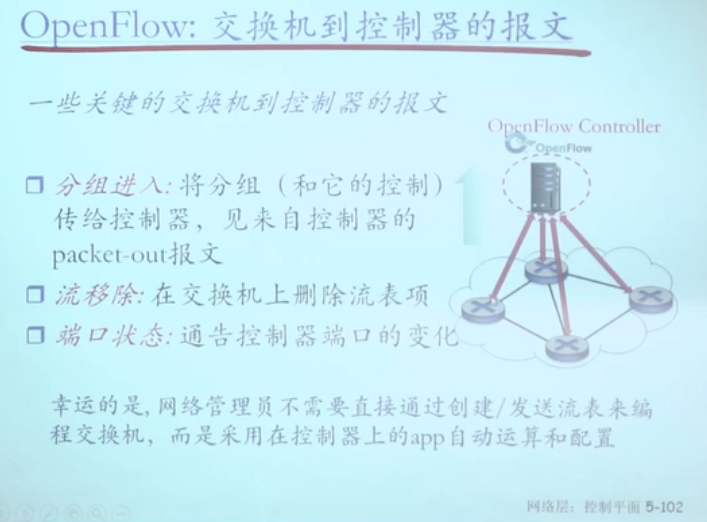 OpenFlow: 交换机到控制器的报文
一些关键的交换机到控制器的报文
OpenFlow Controller
OpenFlow
分组进入: 将分组（和它的控制）
传给控制器，见来自控制器的
packet-out报文
流移除: 在交换机上删除流表项
端口状态: 通告控制器端口的变化
幸运的是, 网络管理员不需要直接通过创建/发送流表来编
程交换机，而是采用在控制器上的app自动运算和配置
网络层：控制平面 5-102